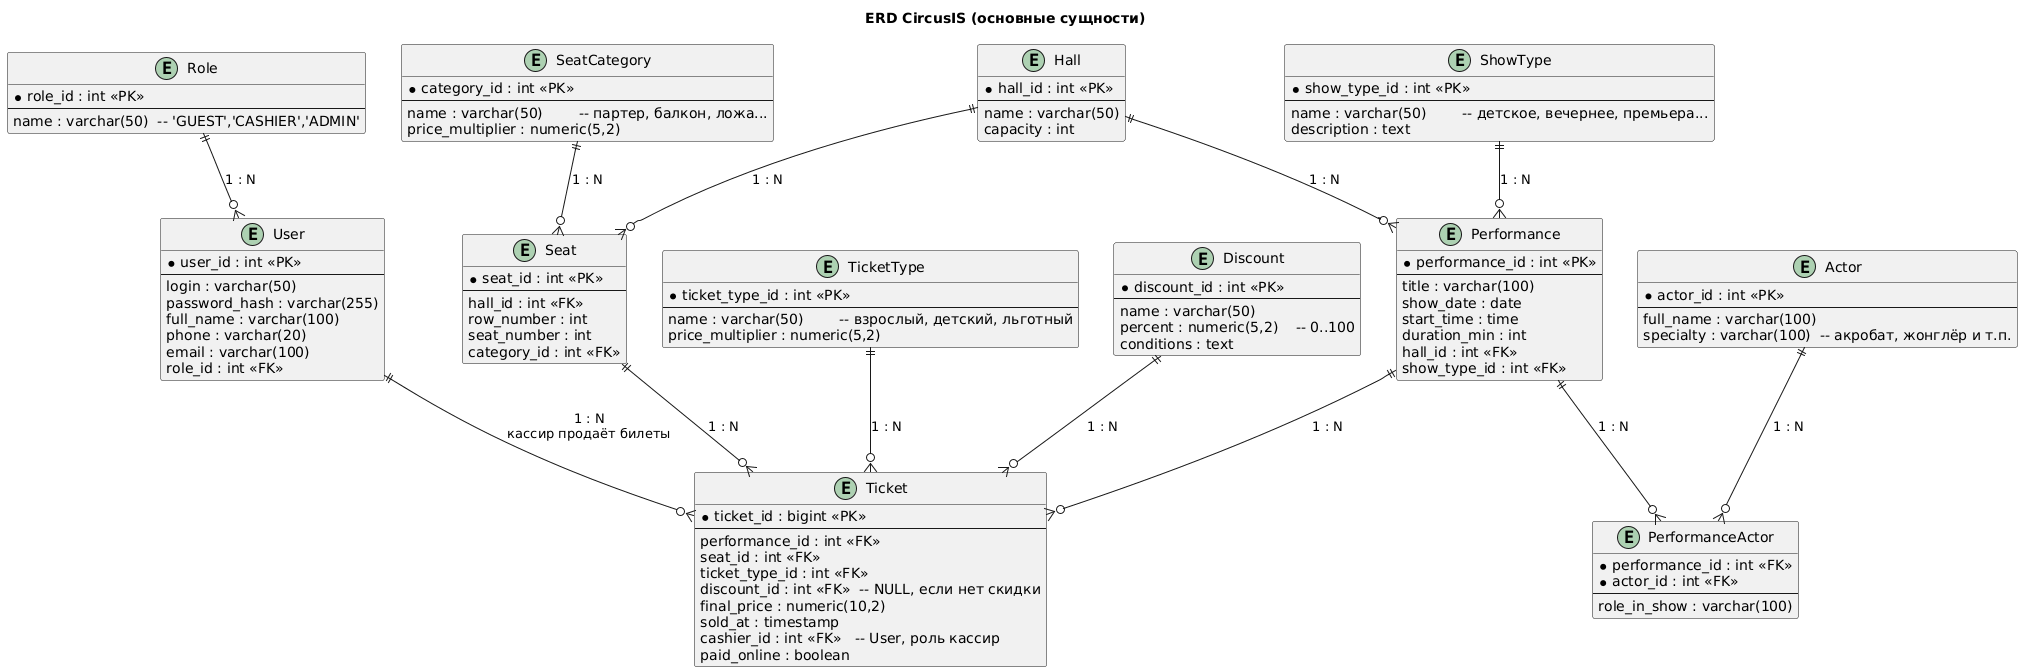 ERD CircusIS (основные сущности)
E Role
* role_id : int «PK»
name : varchar(50)  -- 'GUEST','CASHIER','ADMIN'
E SeatCategory
* category_id : int «PK»
name : varchar(50)        -- партер, балкон, ложа...
price_multiplier : numeric(5,2)
E Hall
* hall_id : int «PK»
name : varchar(50)
capacity : int
E ShowType
* show_type_id : int «PK»
name : varchar(50)        -- детское, вечернее, премьера...
description : text
1 : N
1 : N
1 : N
1 : N
1 : N
E User
* user_id : int «PK»
login : varchar(50)
password_hash : varchar(255)
full_name : varchar(100)
phone : varchar(20)
email : varchar(100)
role_id : int «FK»
E Seat
* seat_id : int «PK»
hall_id : int «FK»
row_number : int
seat_number : int
category_id : int «FK»
E TicketType
* ticket_type_id : int «PK»
name : varchar(50)        -- взрослый, детский, льготный
price_multiplier : numeric(5,2)
E Discount
* discount_id : int «PK»
name : varchar(50)
percent : numeric(5,2)    -- 0..100
conditions : text
E Performance
* performance_id : int «PK»
title : varchar(100)
show_date : date
start_time : time
duration_min : int
hall_id : int «FK»
show_type_id : int «FK»
E Actor
* actor_id : int «PK»
full_name : varchar(100)
specialty : varchar(100)  -- акробат, жонглёр и т.п.
1 : N
кассир продаёт билеты
1 : N
1 : N
1 : N
1 : N
1 : N
1 : N
E Ticket
* ticket_id : bigint «PK»
performance_id : int «FK»
seat_id : int «FK»
ticket_type_id : int «FK»
discount_id : int «FK»  -- NULL, если нет скидки
final_price : numeric(10,2)
sold_at : timestamp
cashier_id : int «FK»   -- User, роль кассир
paid_online : boolean
E PerformanceActor
* performance_id : int «FK»
* actor_id : int «FK»
role_in_show : varchar(100)